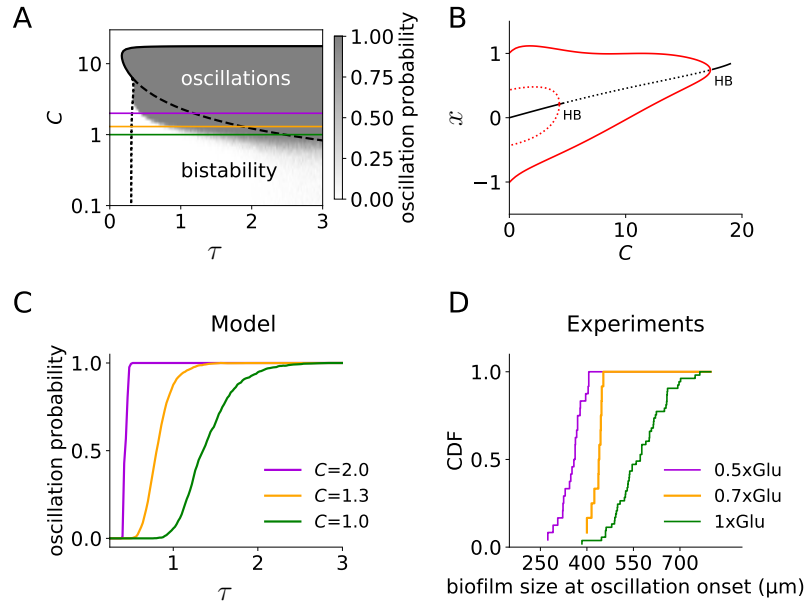 A
C
10
1
0.1
oscillations
bistability
0
1
2
3
τ
1.00
0.75
0.50
0.25
0.00
oscillation probability
B
x
1
0
−1
HB
HB
0
10
20
C
C
Model
oscillation probability
1.0
0.5
0.0
C=2.0
C=1.3
C=1.0
1
2
3
τ
D
Experiments
CDF
1.0
0.5
0.0
0.5xGlu
0.7xGlu
1xGlu
250
400
550
700
biofilm size at oscillation onset (μm)